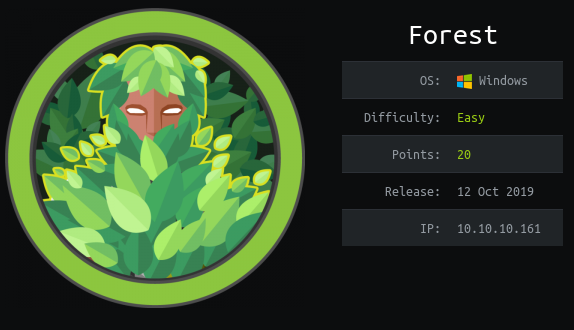 Forest
OS: Windows
Difficulty: Easy
Points: 20
Release: 12 Oct 2019
IP: 10.10.10.161